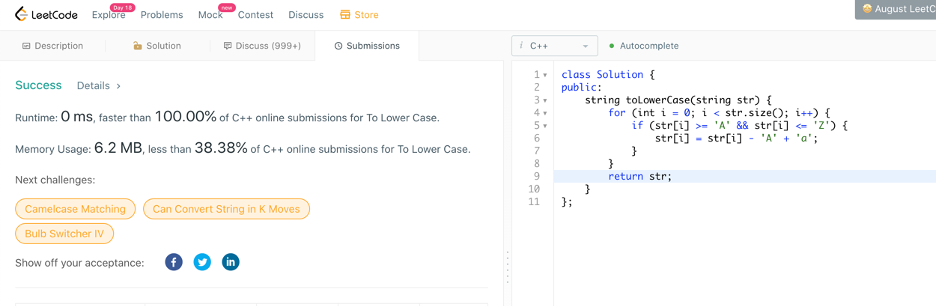 LeetCode Explore Day 18 Problems Mock new Contest Discuss Store August LeetC
Description Solution Discuss (999+) Submissions i C++ Autocomplete
Success Details >
Runtime: 0 ms, faster than 100.00% of C++ online submissions for To Lower Case.
Memory Usage: 6.2 MB, less than 38.38% of C++ online submissions for To Lower Case.
Next challenges:
Camelcase Matching Can Convert String in K Moves
Bulb Switcher IV
Show off your acceptance: f in
1 class Solution {
2 public:
3 string toLowerCase(string str) {
4 for (int i = 0; i < str.size(); i++) {
5 if (str[i] >= 'A' && str[i] <= 'Z') {
6 str[i] = str[i] - 'A' + 'a';
7 }
8 }
9 return str;
10 }
11 };